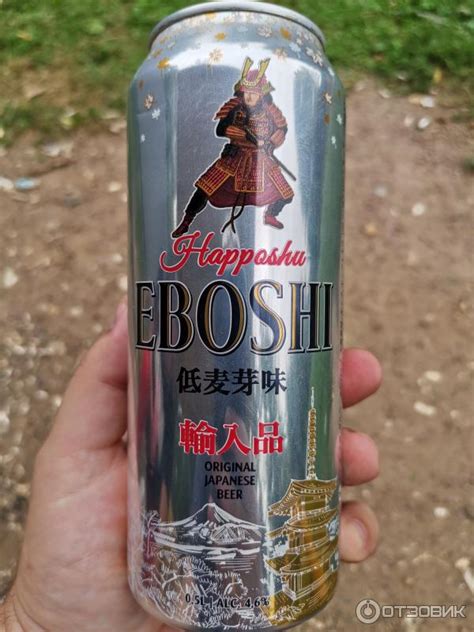 Happoshu
EBOSHI
低麦芽味
輸入品
ORIGINAL
JAPANESE
BEER
0,5L | ALC. 4,6%
ОТЗОВИК